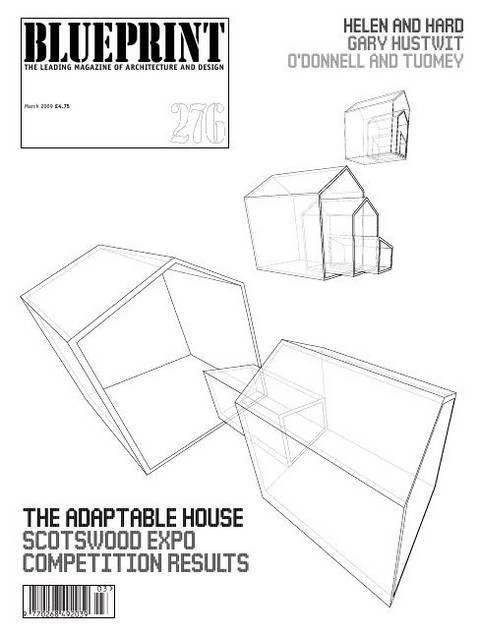 BLUEPRINT
THE LEADING MAGAZINE OF ARCHITECTURE AND DESIGN
March 2009 £4.75
276
HELEN AND HARD
GARY HUSTWIT
O'DONNELL AND TUOMEY
THE ADAPTABLE HOUSE
SCOTSWOOD EXPO
COMPETITION RESULTS
03>
9 770268 492039